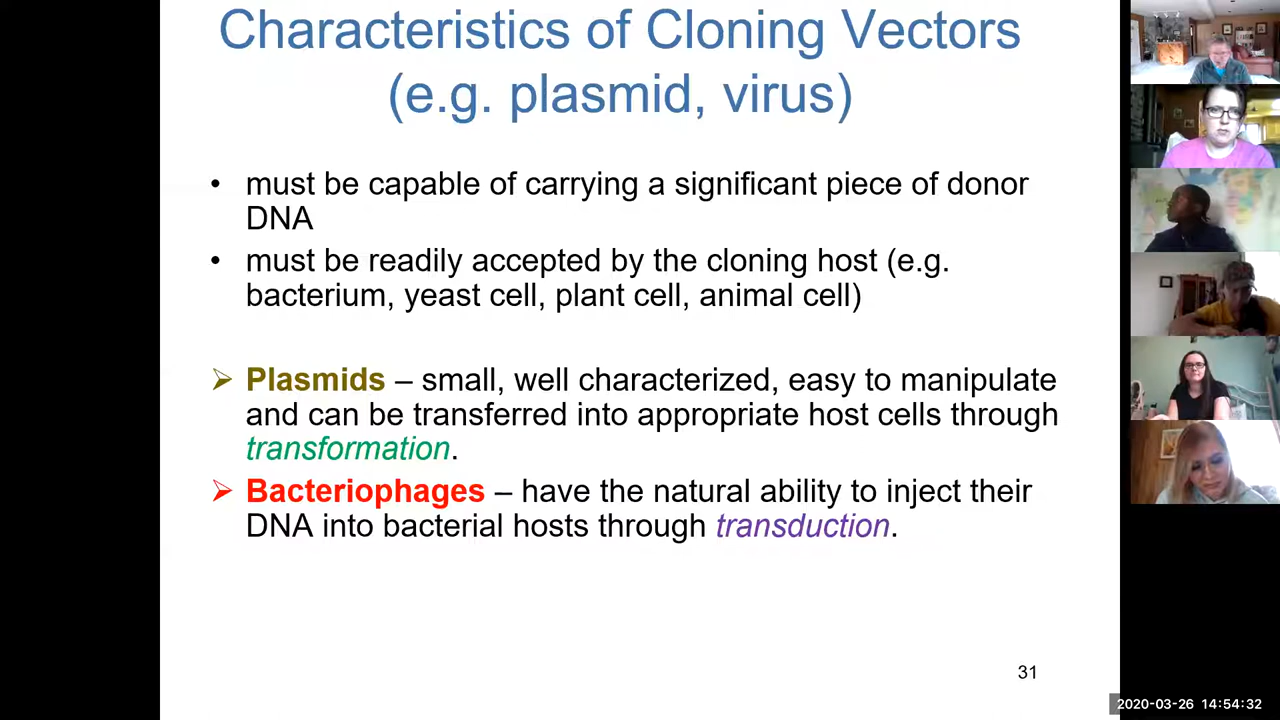 Characteristics of Cloning Vectors
(e.g. plasmid, virus)
• must be capable of carrying a significant piece of donor
DNA
• must be readily accepted by the cloning host (e.g.
bacterium, yeast cell, plant cell, animal cell)
➢ Plasmids – small, well characterized, easy to manipulate
and can be transferred into appropriate host cells through
transformation.
➢ Bacteriophages – have the natural ability to inject their
DNA into bacterial hosts through transduction.
31
2020-03-26 14:54:32